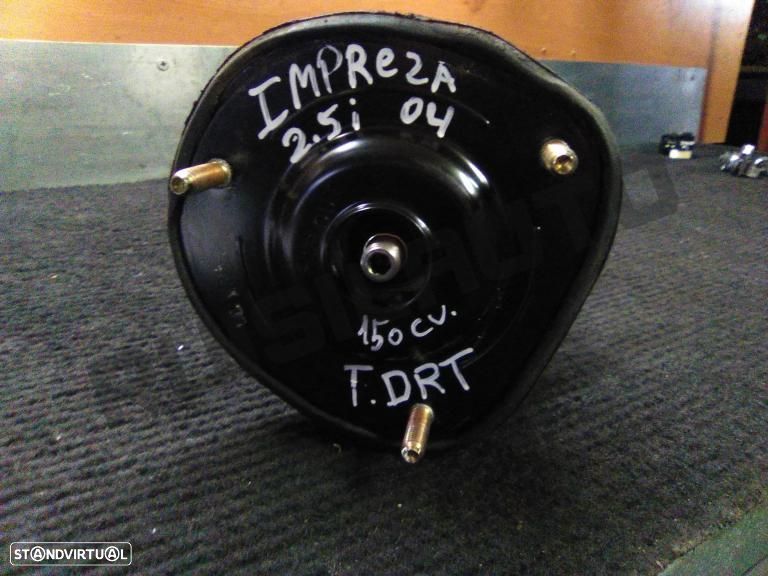 IMPReZA
2.5i 04
150 CV.
T.DRT
STANDVIRTUAL